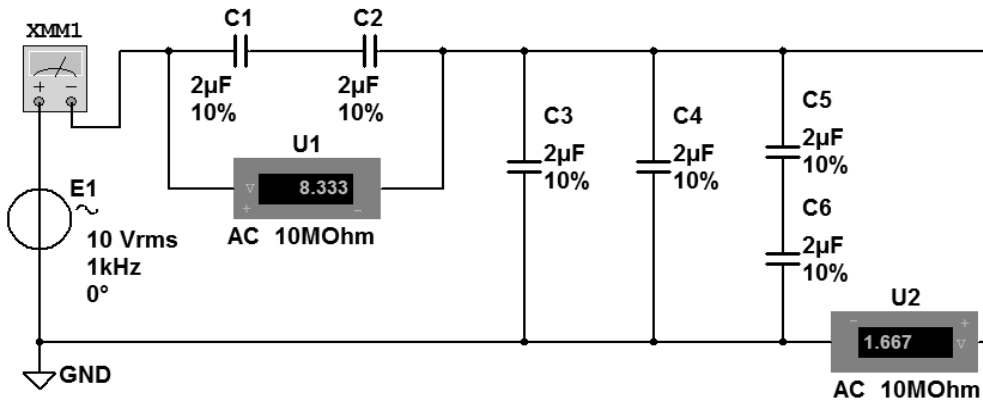 XMM1
+ −
E1
10 Vrms
1kHz
0°
GND
C1
2µF
10%
C2
2µF
10%
U1
V 8.333
+ −
AC 10MOhm
C3
2µF
10%
C4
2µF
10%
C5
2µF
10%
C6
2µF
10%
U2
− +
1.667 V
AC 10MOhm